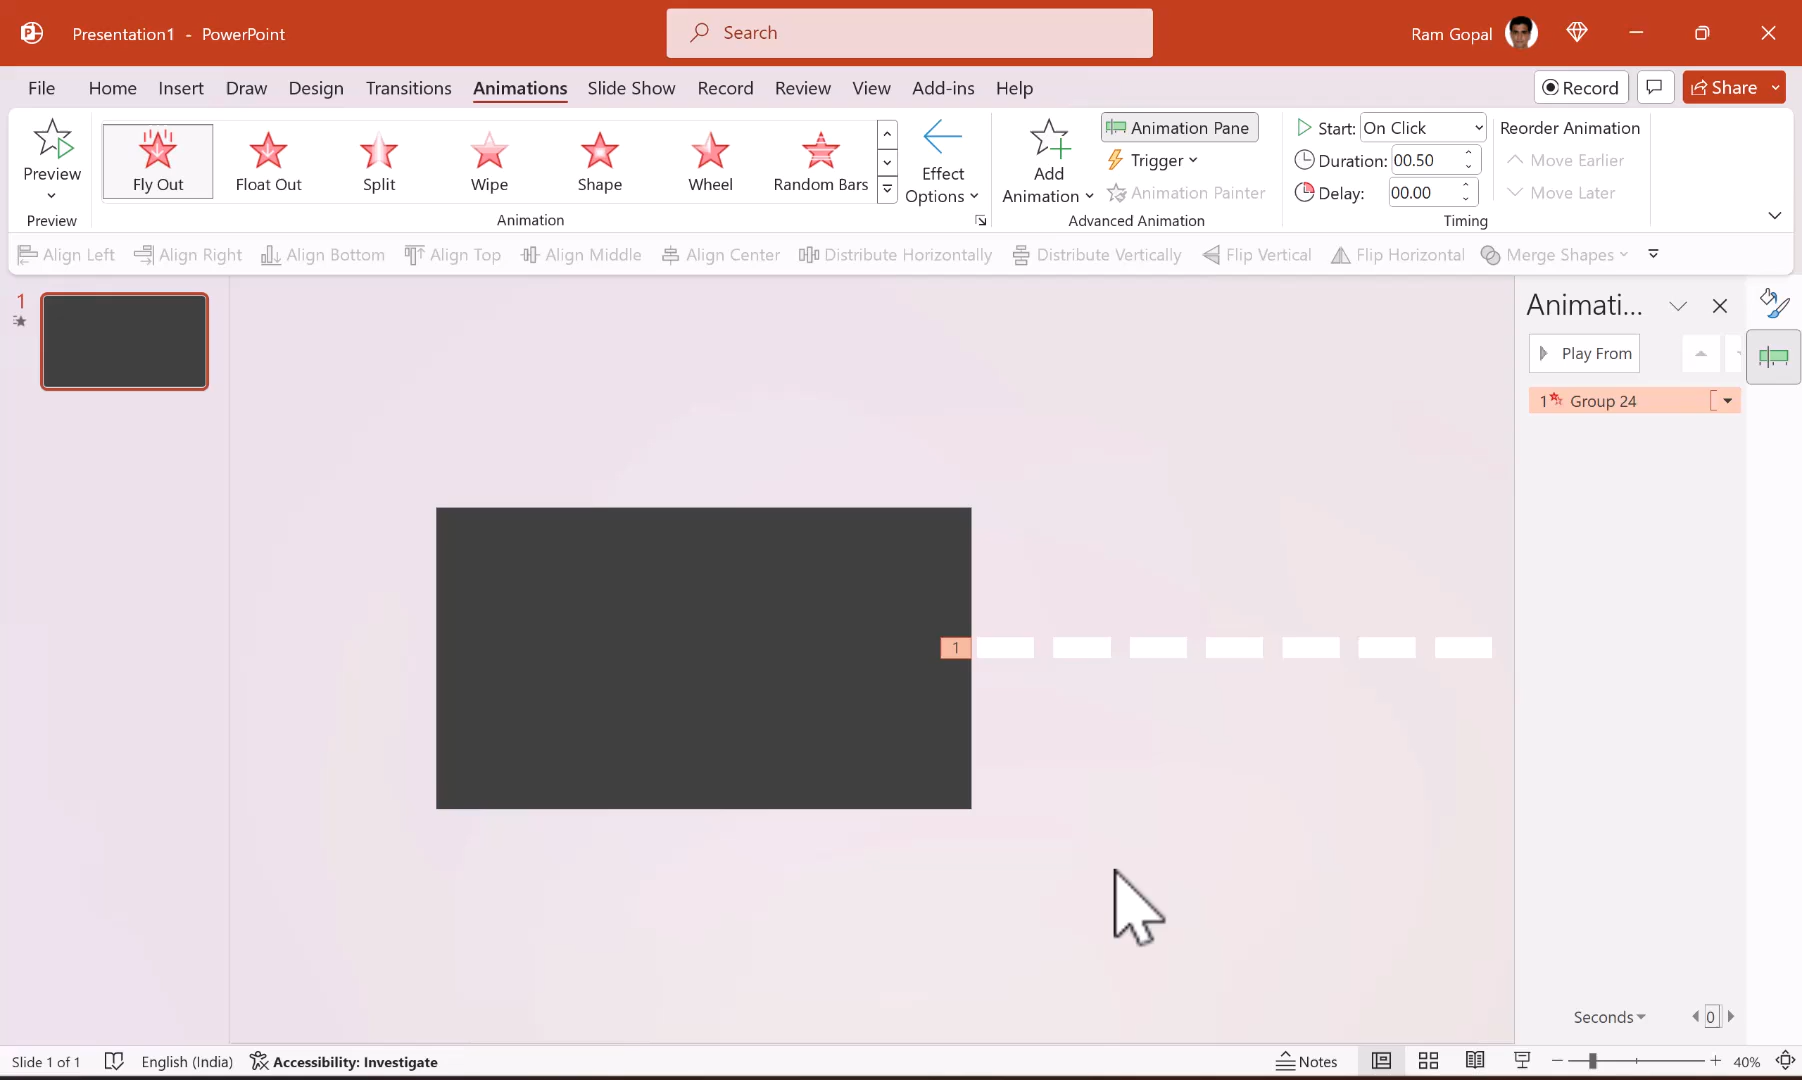 Presentation1 - PowerPoint
Search
Ram Gopal
File Home Insert Draw Design Transitions Animations Slide Show Record Review View Add-ins Help
Record
Share
Preview
Fly Out
Float Out
Split
Wipe
Shape
Wheel
Random Bars
Effect
Options
Add
Animation
Animation Pane
Trigger
Animation Painter
Start: On Click
Duration: 00.50
Delay: 00.00
Reorder Animation
Move Earlier
Move Later
Preview
Animation
Advanced Animation
Timing
Align Left Align Right Align Bottom Align Top Align Middle Align Center Distribute Horizontally Distribute Vertically Flip Vertical Flip Horizontal Merge Shapes
1
Animati...
Play From
1 Group 24
1
Seconds
0
Slide 1 of 1
English (India)
Accessibility: Investigate
Notes
40%